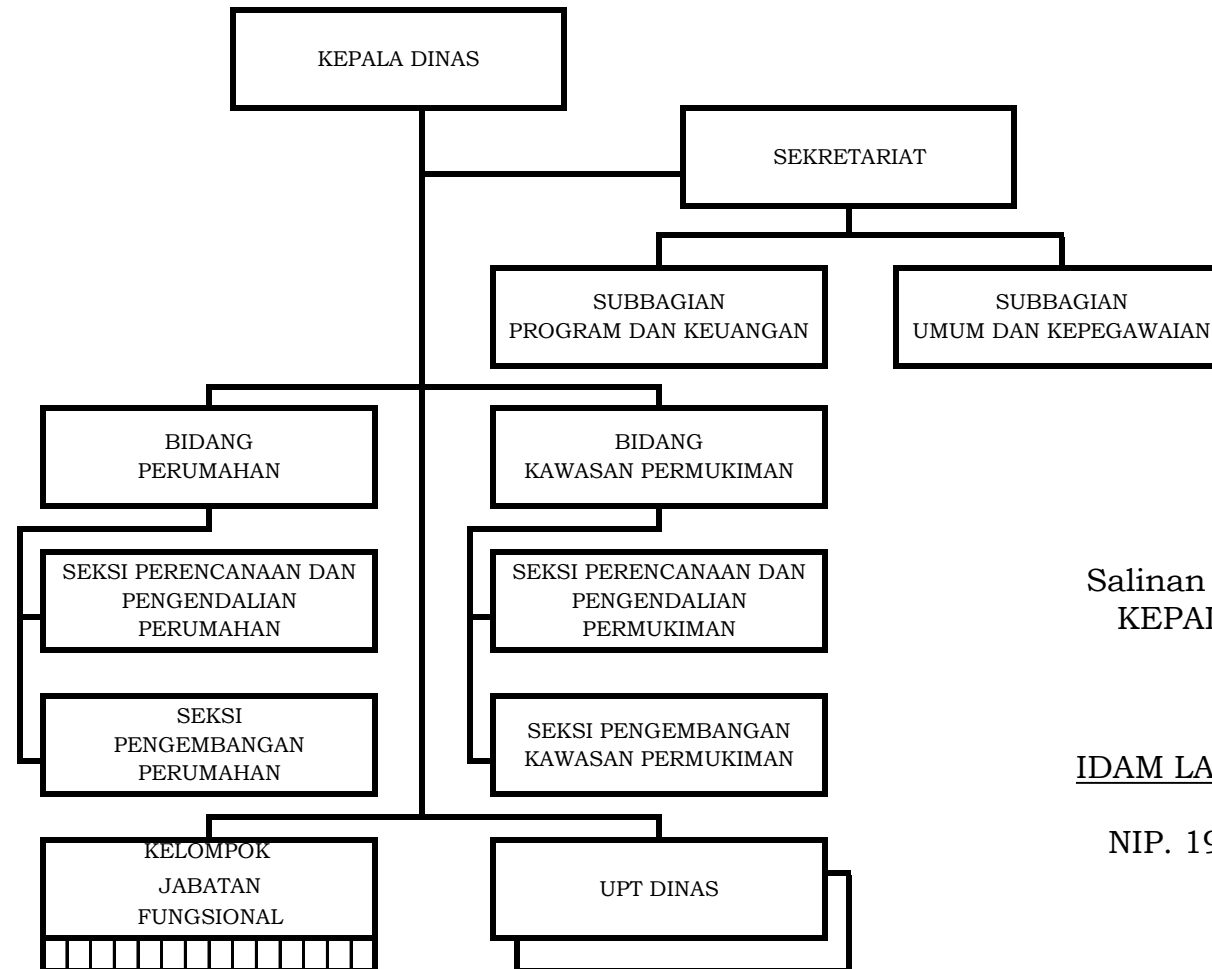 KEPALA DINAS
SEKRETARIAT
SUBBAGIAN
PROGRAM DAN KEUANGAN
SUBBAGIAN
UMUM DAN KEPEGAWAIAN
BIDANG
PERUMAHAN
BIDANG
KAWASAN PERMUKIMAN
SEKSI PERENCANAAN DAN
PENGENDALIAN
PERUMAHAN
SEKSI PERENCANAAN DAN
PENGENDALIAN
PERMUKIMAN
SEKSI
PENGEMBANGAN
PERUMAHAN
SEKSI PENGEMBANGAN
KAWASAN PERMUKIMAN
KELOMPOK
JABATAN
FUNGSIONAL
UPT DINAS
Salinan
IDAM
NIP.